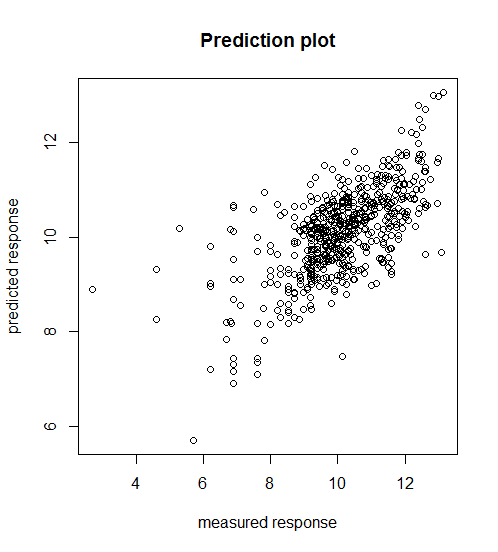 Prediction plot
12
10
8
6
predicted response
4 6 8 10 12
measured response